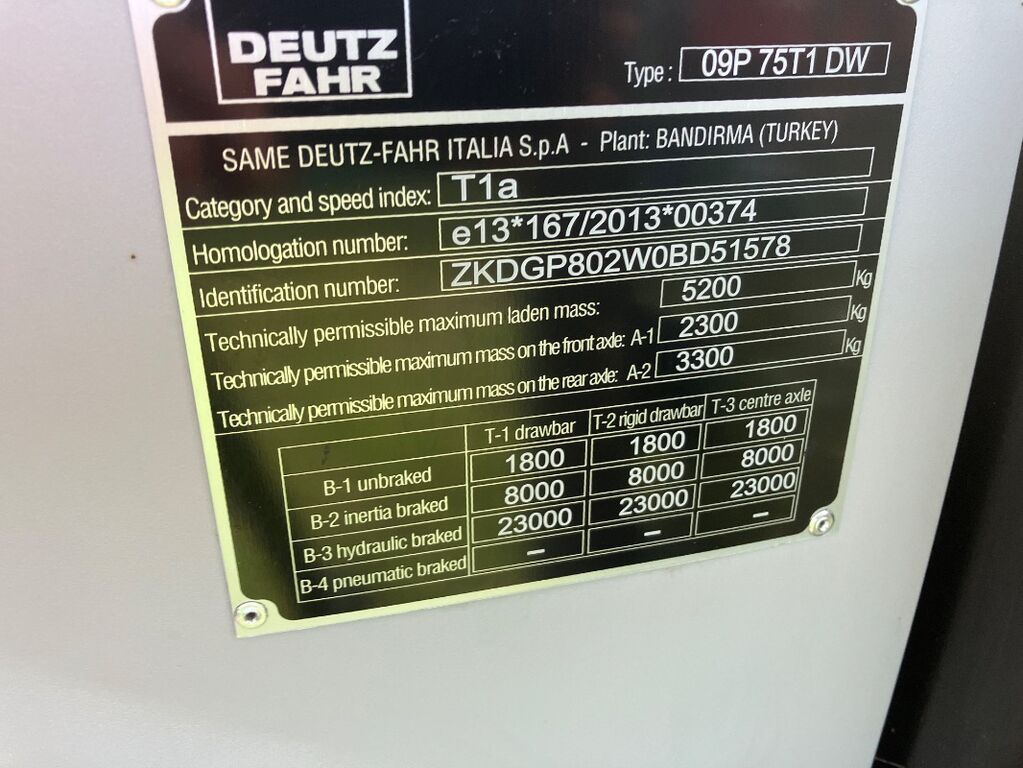 DEUTZ
FAHR
Type : 09P 75T1 DW
SAME DEUTZ-FAHR ITALIA S.p.A - Plant: BANDIRMA (TURKEY)
Category and speed index: T1a
Homologation number: e13*167/2013*00374
Identification number: ZKDGP802W0BD51578
Technically permissible maximum laden mass: 5200 Kg
Technically permissible maximum mass on the front axle: A-1 2300 Kg
Technically permissible maximum mass on the rear axle: A-2 3300 Kg
T-1 drawbar T-2 rigid drawbar T-3 centre axle
B-1 unbraked 1800 1800 1800
B-2 inertia braked 8000 8000 8000
B-3 hydraulic braked 23000 23000 23000
B-4 pneumatic braked – – –